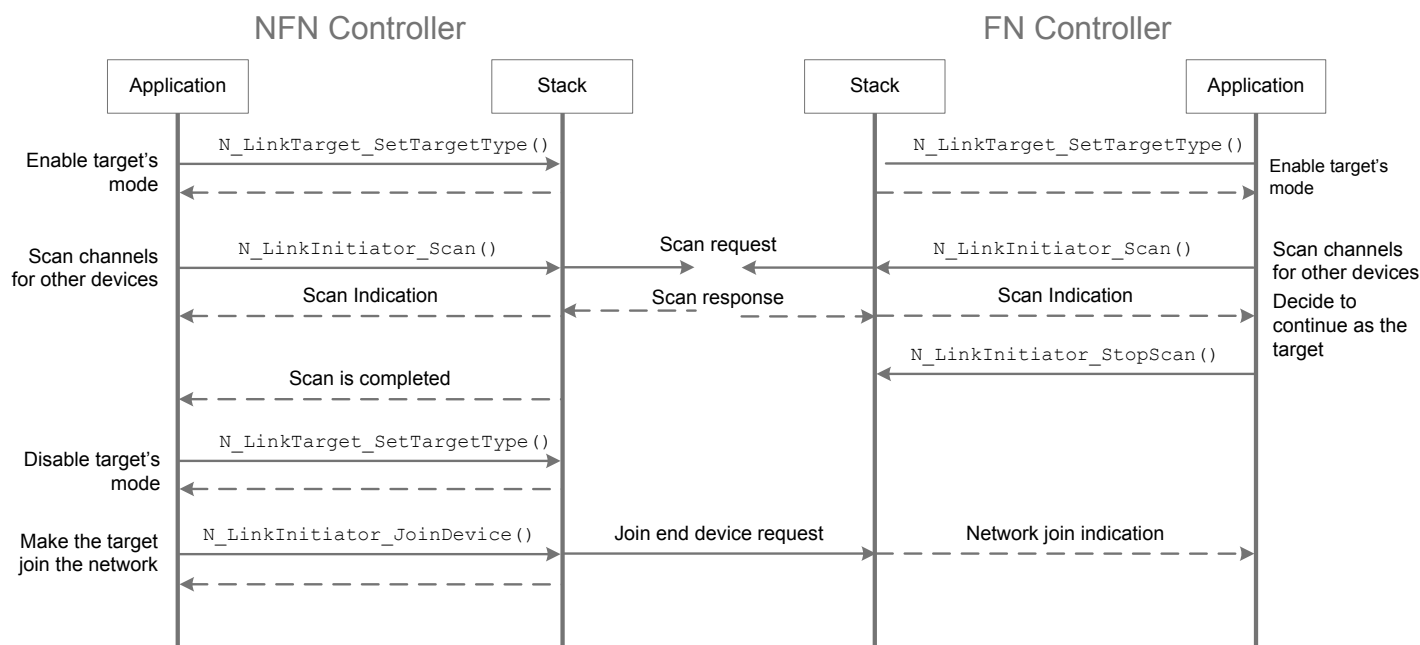 NFN Controller
FN Controller
Application
Stack
Stack
Application
N_LinkTarget_SetTargetType()
N_LinkTarget_SetTargetType()
Enable target's
mode
Enable target's
mode
Scan channels
for other devices
N_LinkInitiator_Scan()
Scan request
N_LinkInitiator_Scan()
Scan channels
for other devices
Scan Indication
Scan response
Scan Indication
Decide to
continue as the
target
N_LinkInitiator_StopScan()
Scan is completed
N_LinkTarget_SetTargetType()
Disable target's
mode
Make the target
join the network
N_LinkInitiator_JoinDevice()
Join end device request
Network join indication